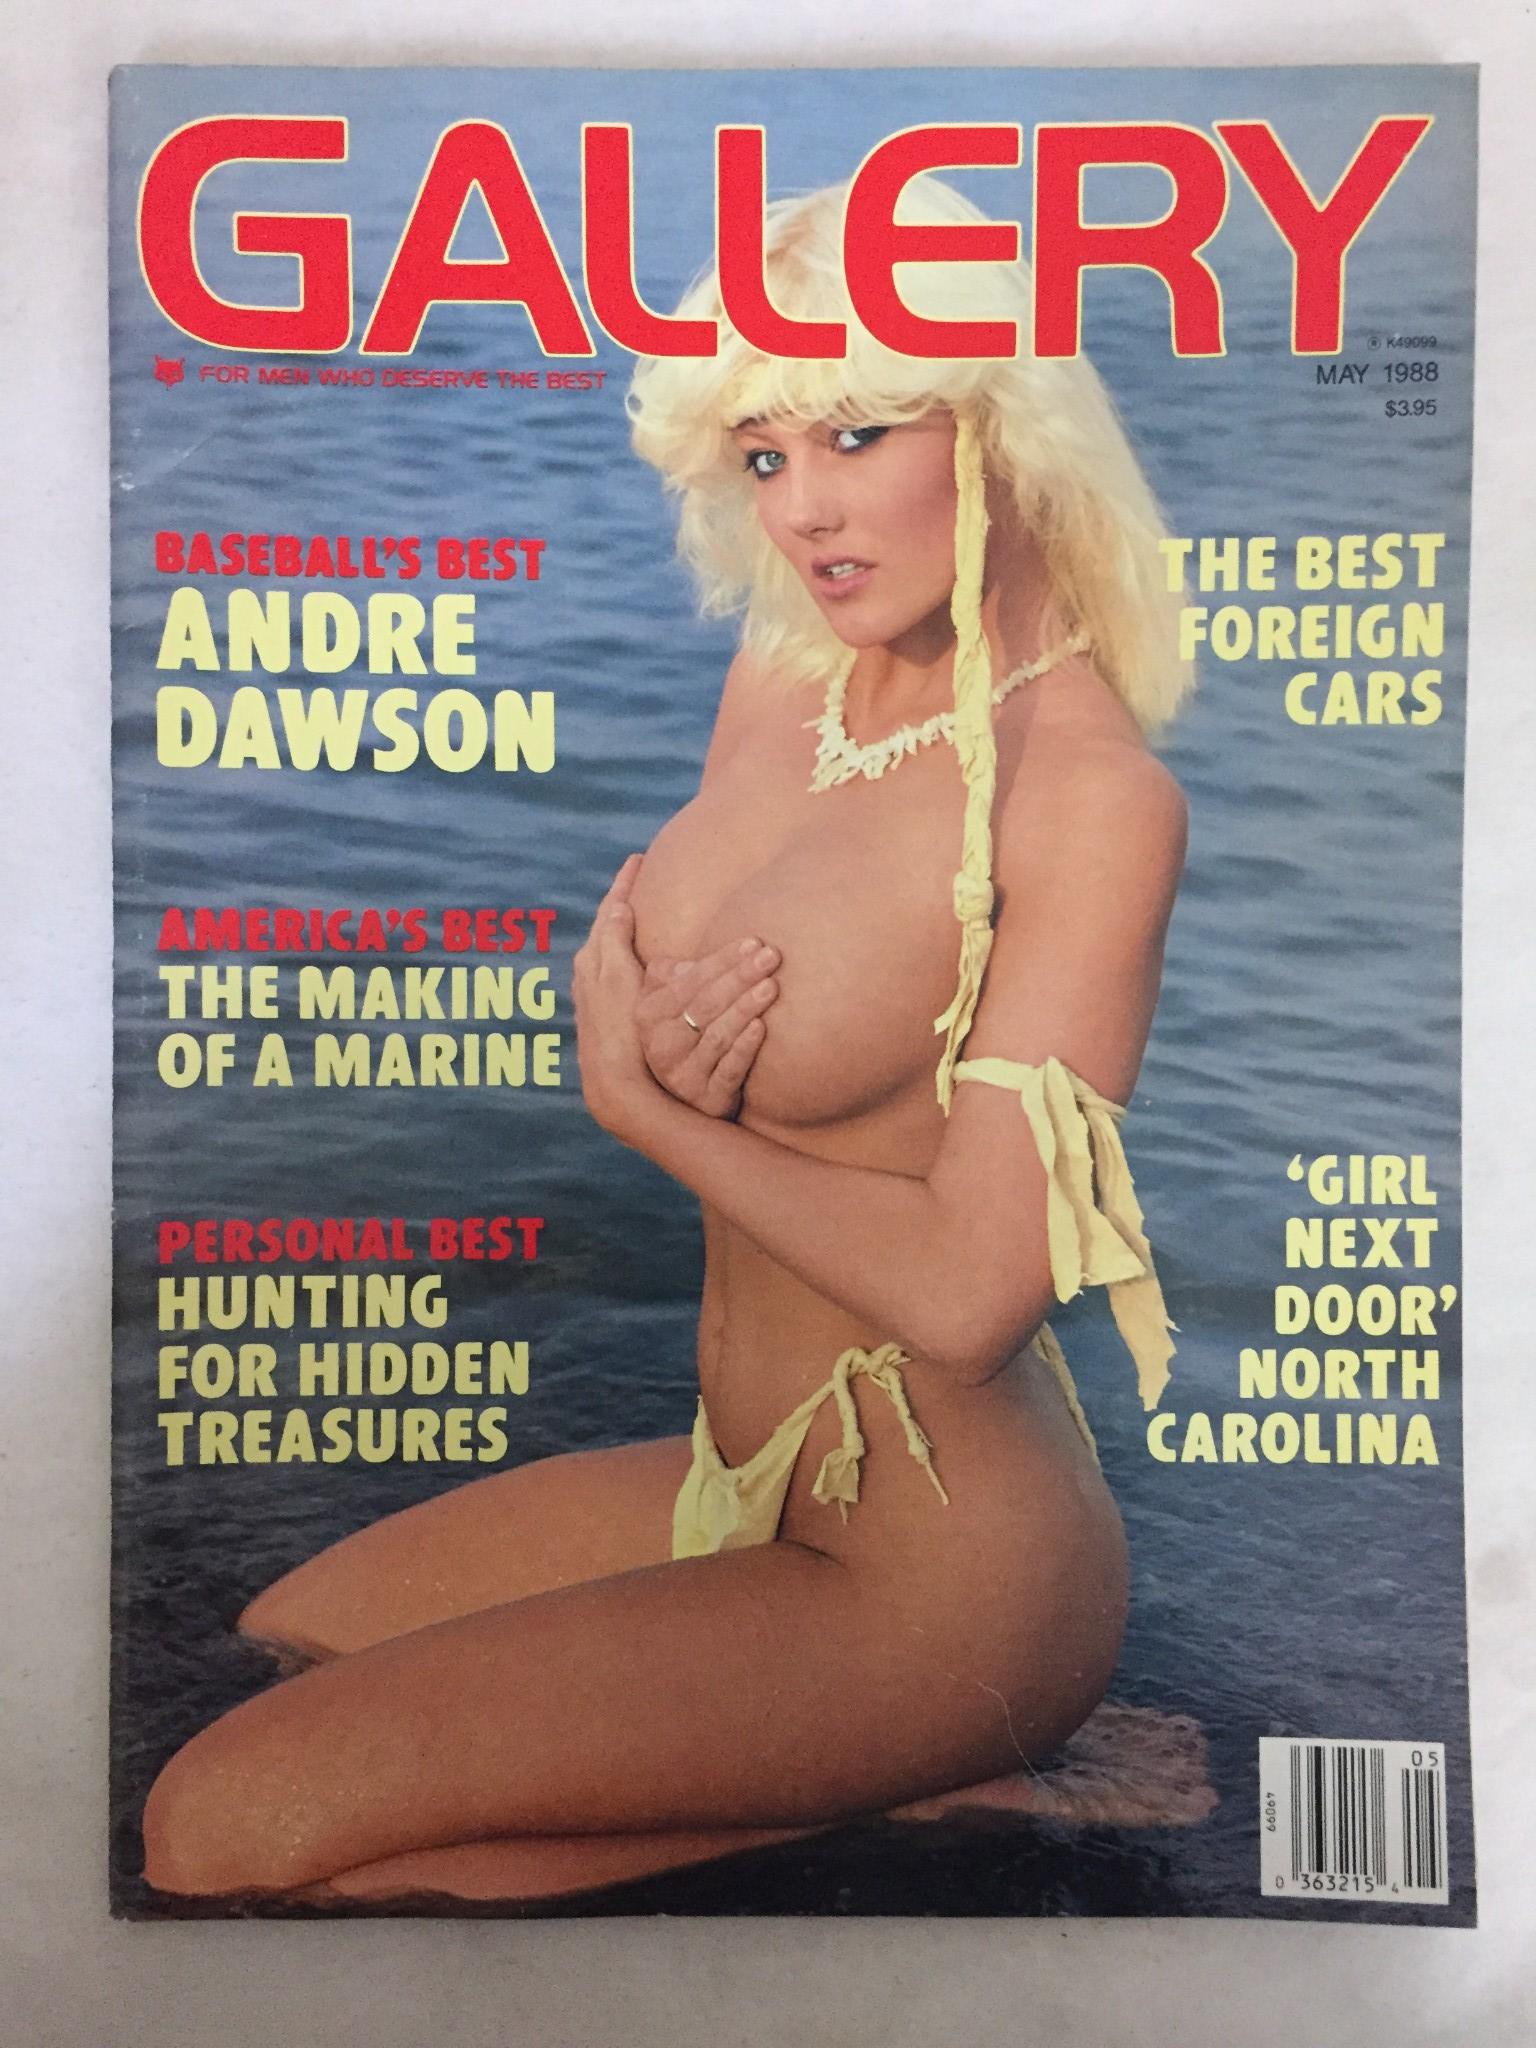 GALLERY
® K49099
FOR MEN WHO DESERVE THE BEST
MAY 1988
$3.95
BASEBALL'S BEST
ANDRE
DAWSON
THE BEST
FOREIGN
CARS
AMERICA'S BEST
THE MAKING
OF A MARINE
PERSONAL BEST
HUNTING
FOR HIDDEN
TREASURES
'GIRL
NEXT
DOOR'
NORTH
CAROLINA
05
49099
0 363215 4